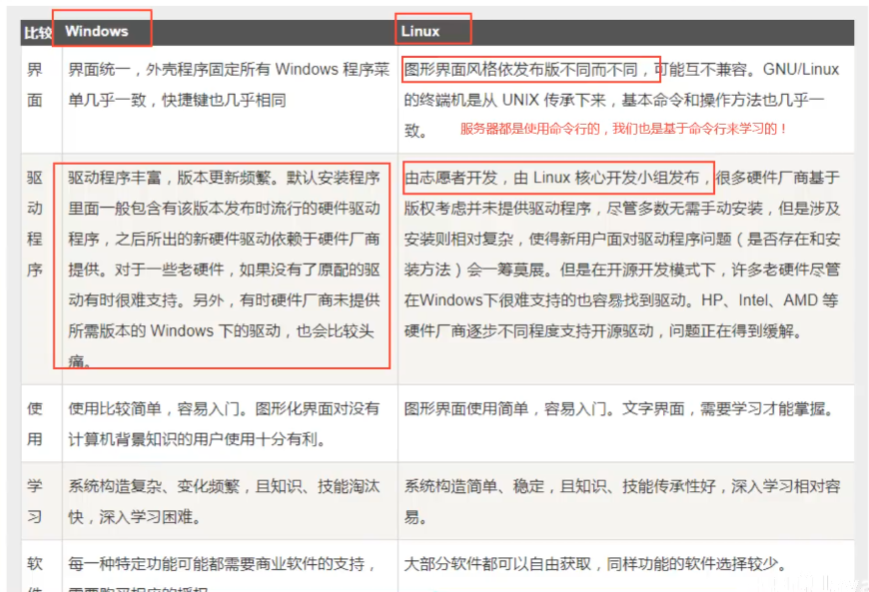 比较 Windows Linux
界面
界面统一，外壳程序固定所有 Windows 程序菜
单几乎一致，快捷键也几乎相同
图形界面风格依发布版不同而不同，可能互不兼容。GNU/Linux
的终端机是从 UNIX 传承下来，基本命令和操作方法也几乎一
致。
服务器都是使用命令行的，我们也是基于命令行来学习的！
驱动程序
驱动程序丰富，版本更新频繁。默认安装程序
里面一般包含有该版本发布时流行的硬件驱动
程序，之后所出的新硬件驱动依赖于硬件厂商
提供。对于一些老硬件，如果没有了原配的驱
动有时很难支持。另外，有时硬件厂商未提供
所需版本的 Windows 下的驱动，也会比较头
痛。
由志愿者开发，由 Linux 核心开发小组发布，很多硬件厂商基于
版权考虑并未提供驱动程序，尽管多数无需手动安装，但是涉及
安装则相对复杂，使得新用户面对驱动程序问题（是否存在和安
装方法）会一筹莫展。但是在开源开发模式下，许多老硬件尽管
在Windows下很难支持的也容易找到驱动。HP、Intel、AMD 等
硬件厂商逐步不同程度支持开源驱动，问题正在得到缓解。
使用
使用比较简单，容易入门。图形化界面对没有
计算机背景知识的用户使用十分有利。
图形界面使用简单，容易入门。文字界面，需要学习才能掌握。
学习
系统构造复杂、变化频繁，且知识、技能淘汰
快，深入学习困难。
系统构造简单、稳定，且知识、技能传承性好，深入学习相对容
易。
软
每一种特定功能可能都需要商业软件的支持，
大部分软件都可以自由获取，同样功能的软件选择较少。